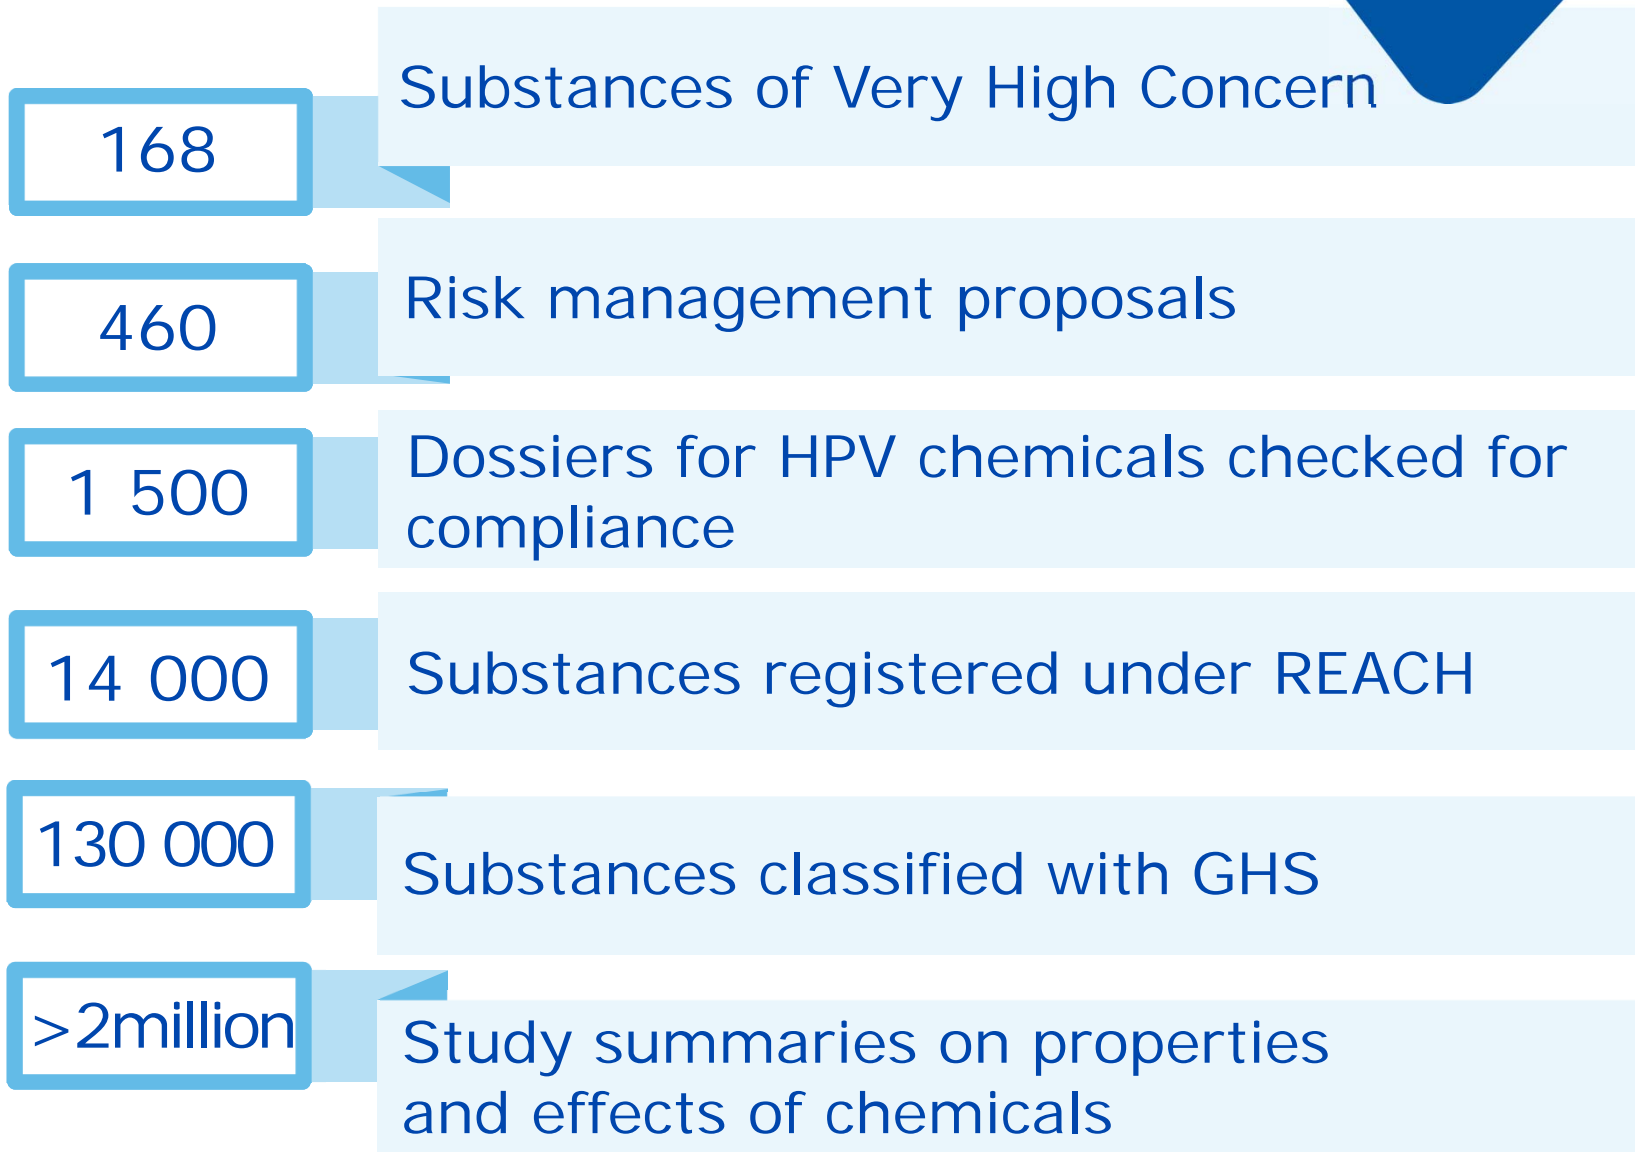 168
Substances of Very High Concern
460
Risk management proposals
1 500
Dossiers for HPV chemicals checked for
compliance
14 000
Substances registered under REACH
130 000
Substances classified with GHS
>2million
Study summaries on properties
and effects of chemicals